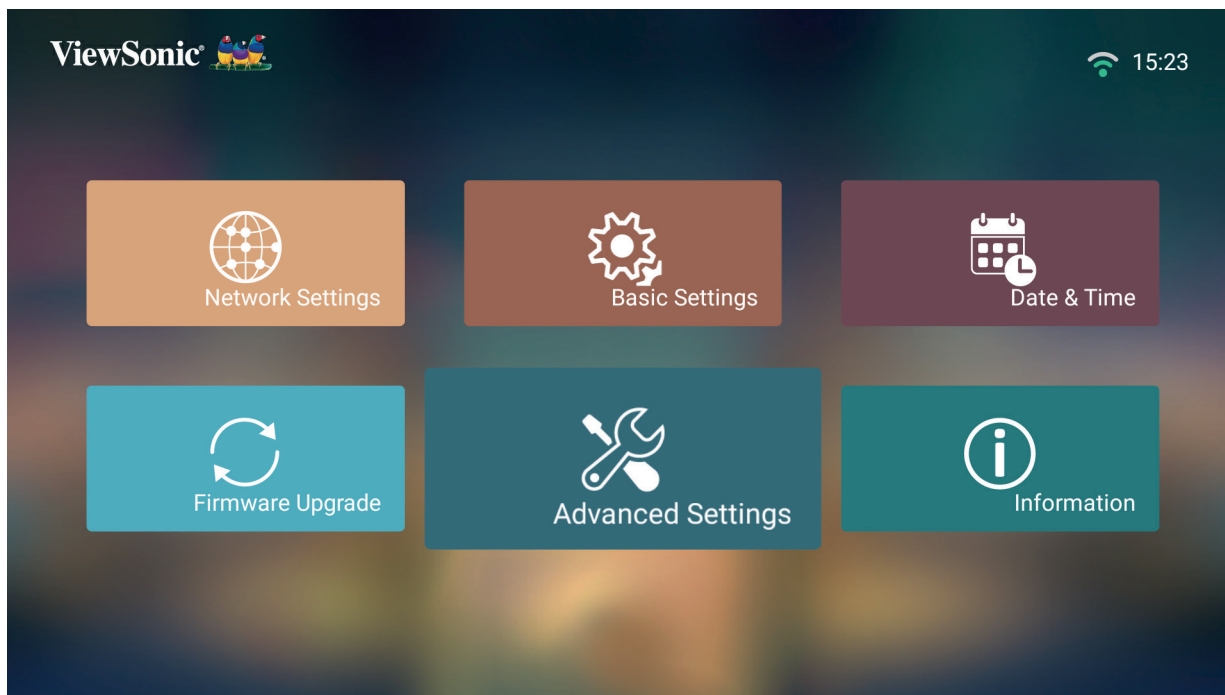 ViewSonic®
15:23
Network Settings
Basic Settings
Date & Time
Firmware Upgrade
Advanced Settings
Information